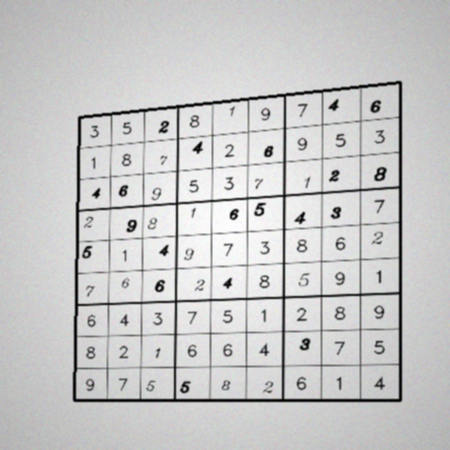 3 5 2 8 1 9 7 4 6
1 8 7 4 2 6 9 5 3
4 6 9 5 3 7 1 2 8
2 9 8 1 6 5 4 3 7
5 1 4 9 7 3 8 6 2
7 6 6 2 4 8 5 9 1
6 4 3 7 5 1 2 8 9
8 2 1 6 6 4 3 7 5
9 7 5 5 8 2 6 1 4